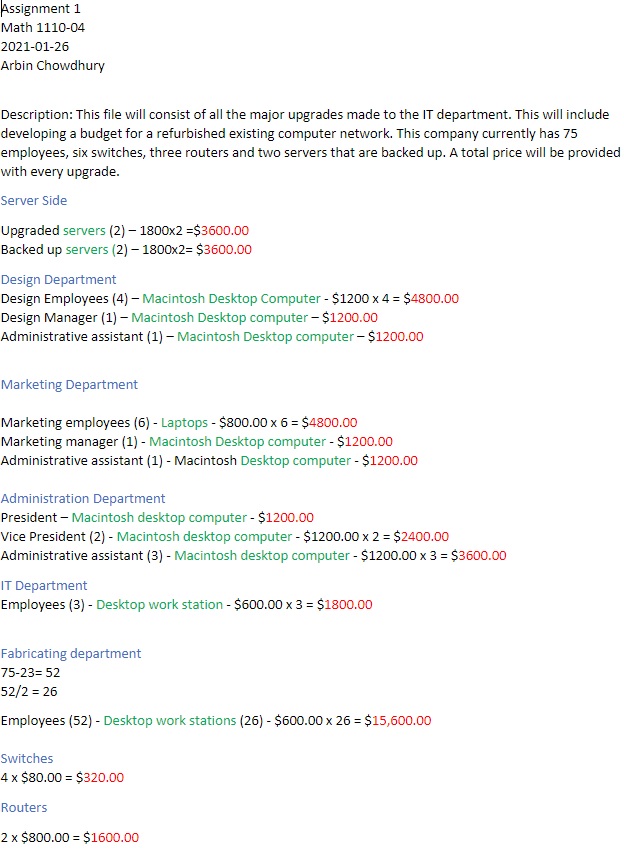 Assignment 1
Math 1110-04
2021-01-26
Arbin Chowdhury
Description: This file will consist of all the major upgrades made to the IT department. This will include
developing a budget for a refurbished existing computer network. This company currently has 75
employees, six switches, three routers and two servers that are backed up. A total price will be provided
with every upgrade.
Server Side
Upgraded servers (2) – 1800x2 =$3600.00
Backed up servers (2) – 1800x2= $3600.00
Design Department
Design Employees (4) – Macintosh Desktop Computer - $1200 x 4 = $4800.00
Design Manager (1) – Macintosh Desktop computer – $1200.00
Administrative assistant (1) – Macintosh Desktop computer – $1200.00
Marketing Department
Marketing employees (6) - Laptops - $800.00 x 6 = $4800.00
Marketing manager (1) - Macintosh Desktop computer - $1200.00
Administrative assistant (1) - Macintosh Desktop computer - $1200.00
Administration Department
President – Macintosh desktop computer - $1200.00
Vice President (2) - Macintosh desktop computer - $1200.00 x 2 = $2400.00
Administrative assistant (3) - Macintosh desktop computer - $1200.00 x 3 = $3600.00
IT Department
Employees (3) - Desktop work station - $600.00 x 3 = $1800.00
Fabricating department
75-23= 52
52/2 = 26
Employees (52) - Desktop work stations (26) - $600.00 x 26 = $15,600.00
Switches
4 x $80.00 = $320.00
Routers
2 x $800.00 = $1600.00